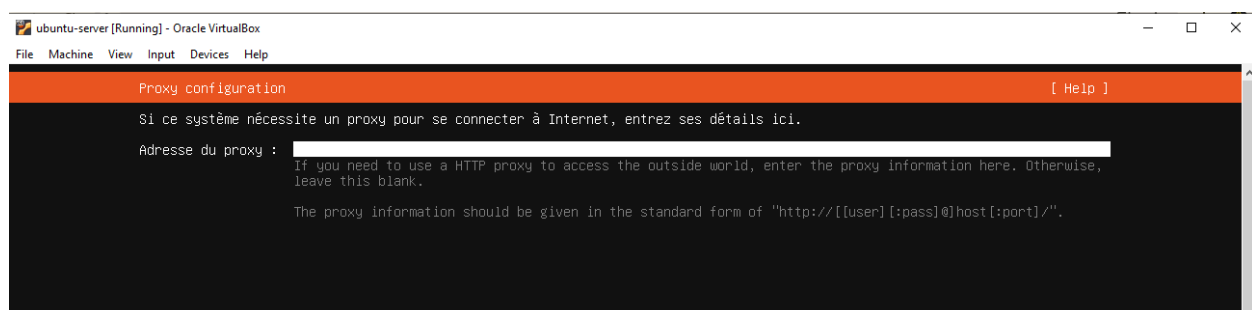 ubuntu-server [Running] - Oracle VirtualBox
File Machine View Input Devices Help
Proxy configuration [ Help ]
Si ce système nécessite un proxy pour se connecter à Internet, entrez ses détails ici.
Adresse du proxy :
If you need to use a HTTP proxy to access the outside world, enter the proxy information here. Otherwise,
leave this blank.
The proxy information should be given in the standard form of "http://[[user][:pass]@]host[:port]/".